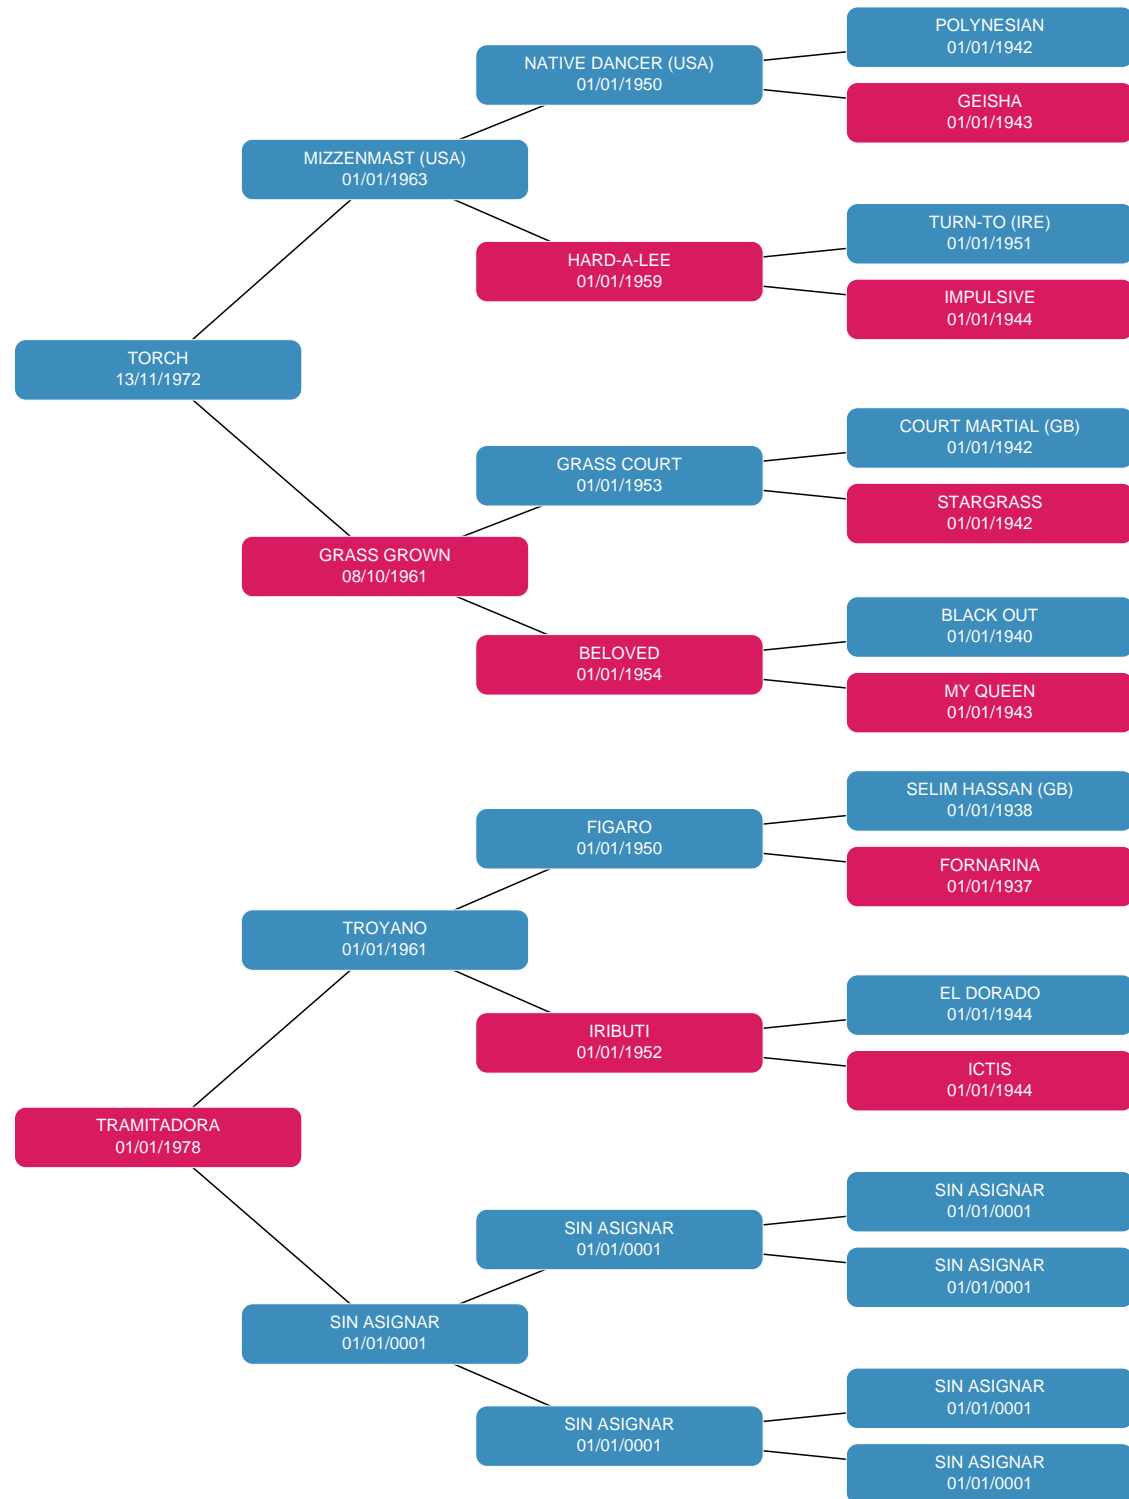 POLYNESIAN
01/01/1942
NATIVE DANCER (USA)
01/01/1950
GEISHA
01/01/1943
MIZZENMAST (USA)
01/01/1963
TURN-TO (IRE)
01/01/1951
HARD-A-LEE
01/01/1959
IMPULSIVE
01/01/1944
TORCH
13/11/1972
COURT MARTIAL (GB)
01/01/1942
GRASS COURT
01/01/1953
STARGRASS
01/01/1942
GRASS GROWN
08/10/1961
BLACK OUT
01/01/1940
BELOVED
01/01/1954
MY QUEEN
01/01/1943
SELIM HASSAN (GB)
01/01/1938
FIGARO
01/01/1950
FORNARINA
01/01/1937
TROYANO
01/01/1961
EL DORADO
01/01/1944
IRIBUTI
01/01/1952
ICTIS
01/01/1944
TRAMITADORA
01/01/1978
SIN ASIGNAR
01/01/0001
SIN ASIGNAR
01/01/0001
SIN ASIGNAR
01/01/0001
SIN ASIGNAR
01/01/0001
SIN ASIGNAR
01/01/0001
SIN ASIGNAR
01/01/0001
SIN ASIGNAR
01/01/0001